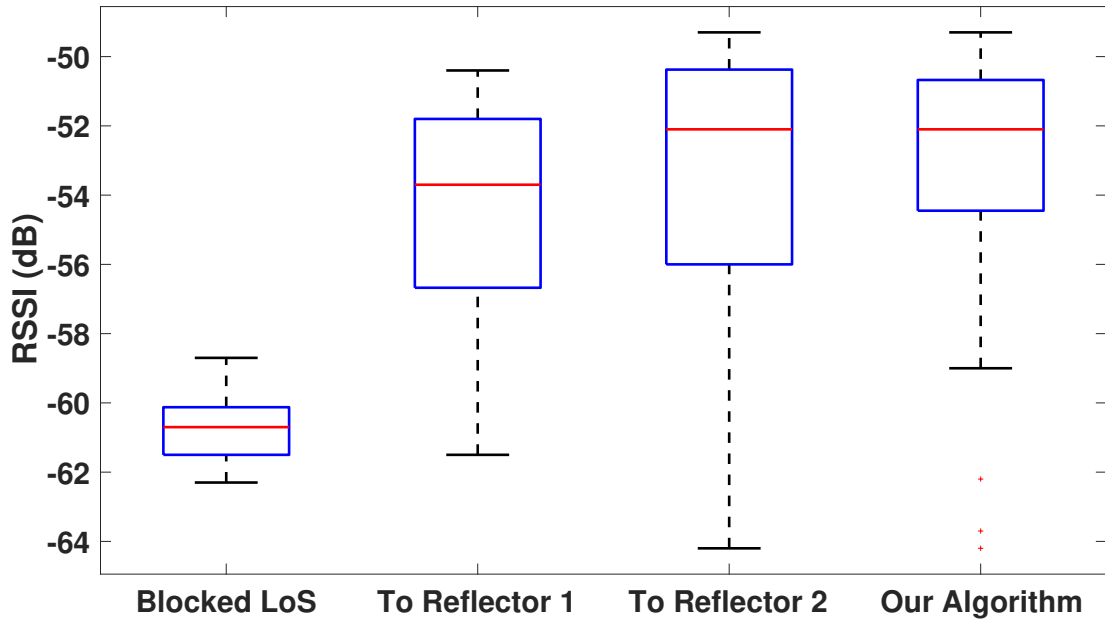 RSSI (dB)
-50
-52
-54
-56
-58
-60
-62
-64
Blocked LoS
To Reflector 1
To Reflector 2
Our Algorithm